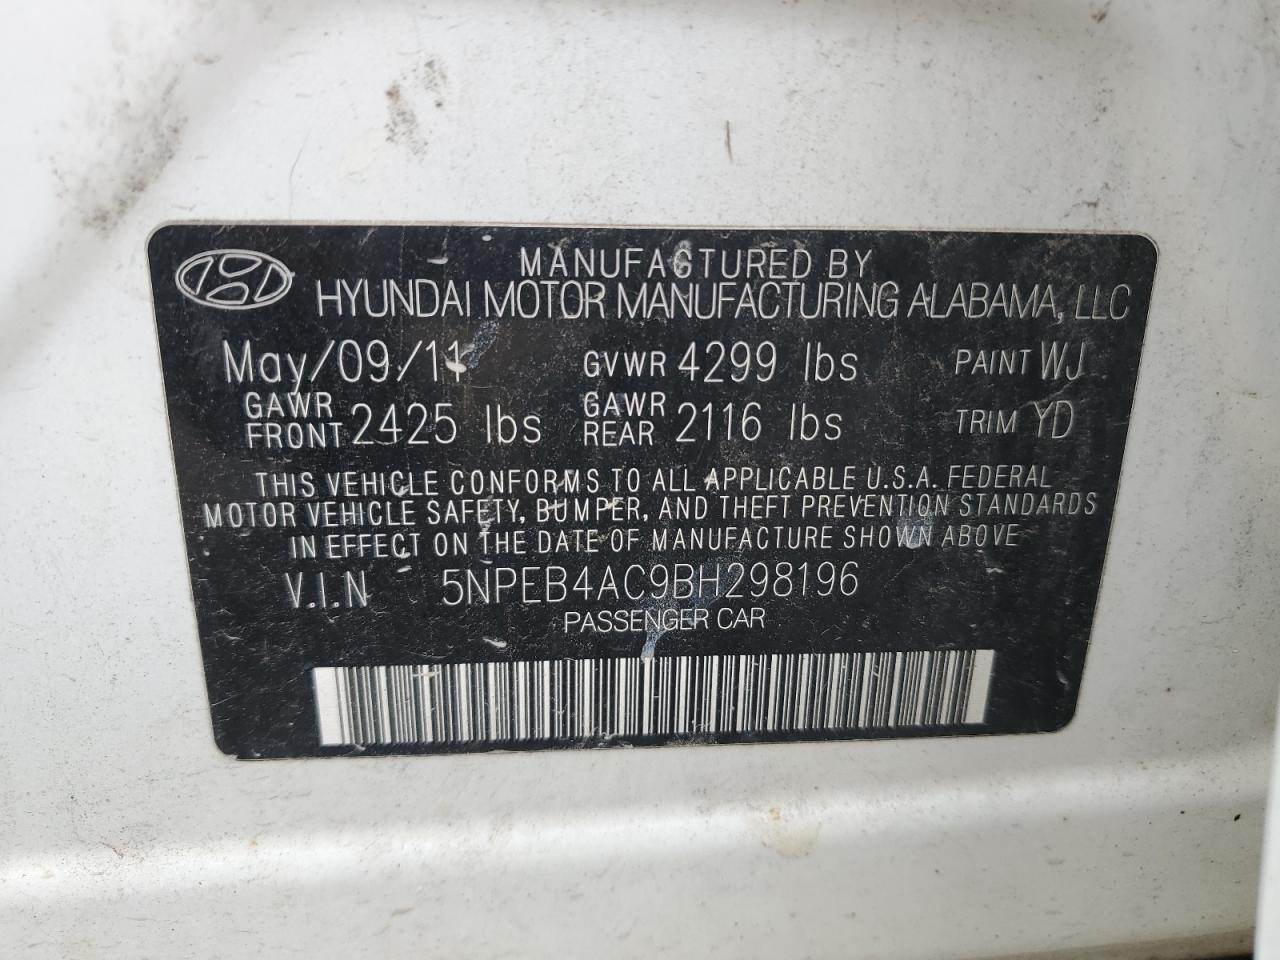 MANUFACTURED BY
HYUNDAI MOTOR MANUFACTURING ALABAMA, LLC
May/09/11 GVWR 4299 lbs PAINT WJ
GAWR FRONT 2425 lbs GAWR REAR 2116 lbs TRIM YD
THIS VEHICLE CONFORMS TO ALL APPLICABLE U.S.A. FEDERAL
MOTOR VEHICLE SAFETY, BUMPER, AND THEFT PREVENTION STANDARDS
IN EFFECT ON THE DATE OF MANUFACTURE SHOWN ABOVE
V.I.N 5NPEB4AC9BH298196
PASSENGER CAR